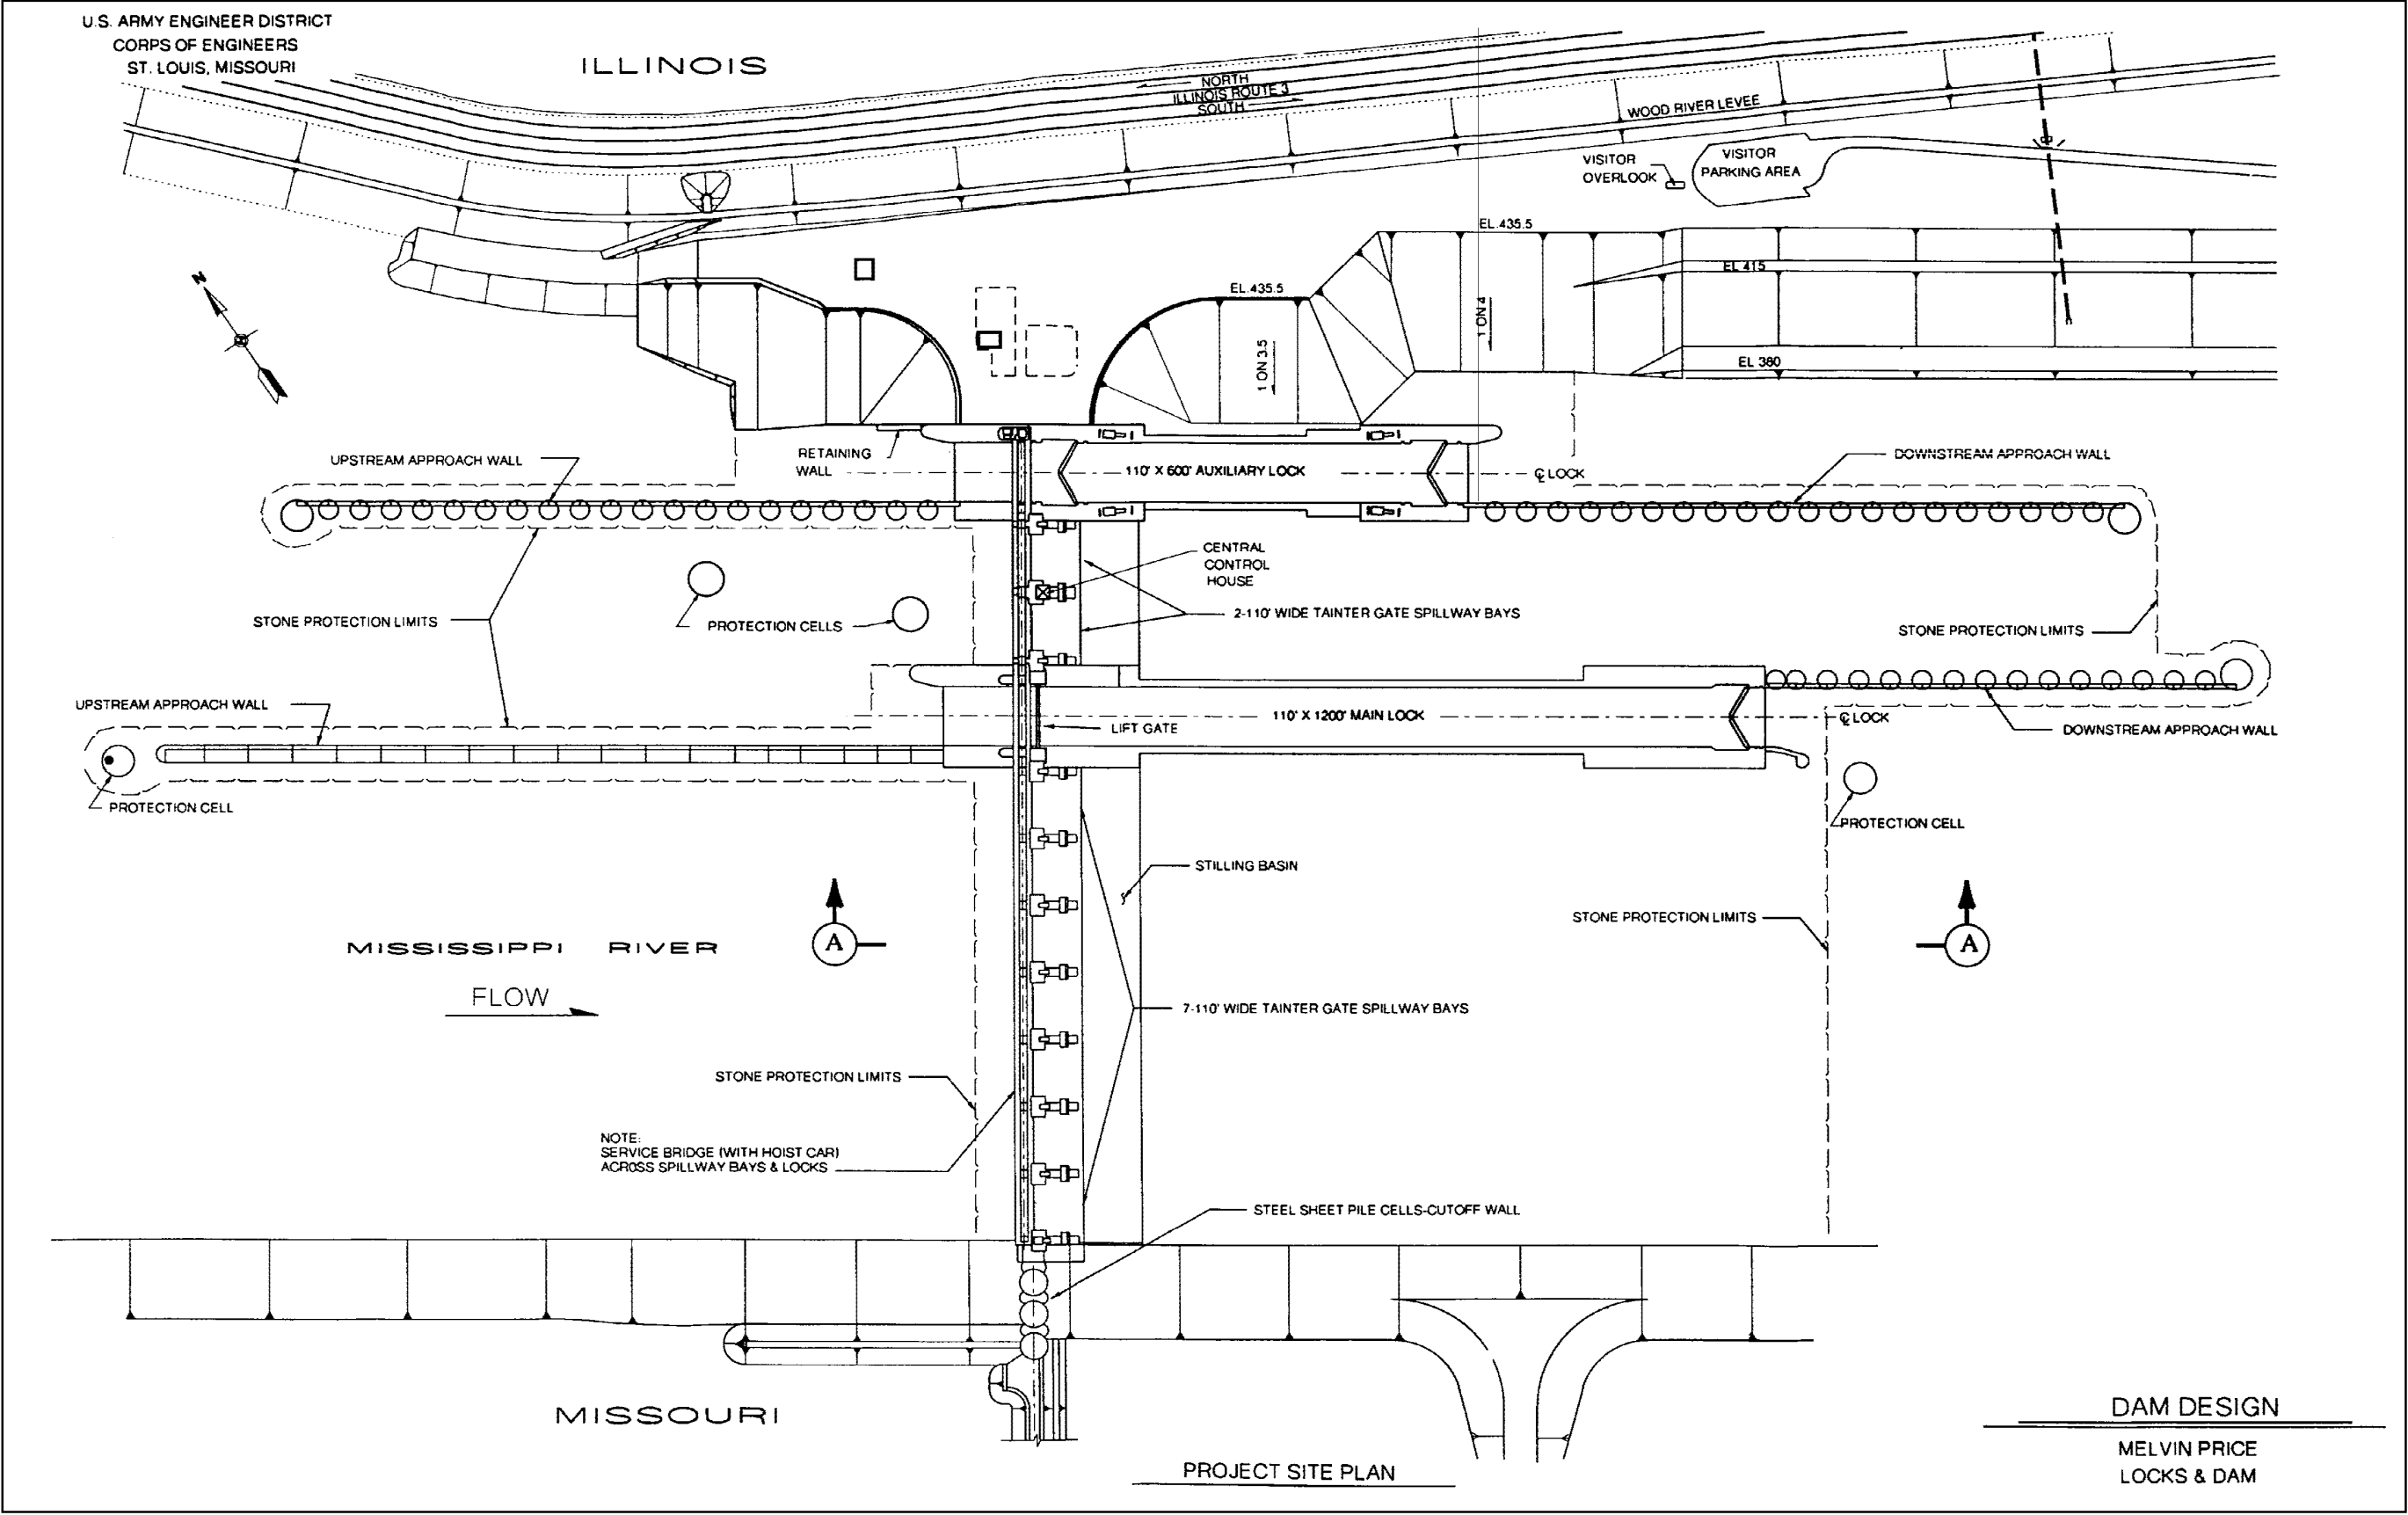 U.S. ARMY ENGINEER DISTRICT
CORPS OF ENGINEERS
ST. LOUIS, MISSOURI
ILLINOIS
NORTH
ILLINOIS ROUTE 3
SOUTH
WOOD RIVER LEVEE
VISITOR
OVERLOOK
VISITOR
PARKING AREA
N
EL.435.5
EL 415
EL.435.5
1 ON 3.5
1 ON 4
EL 380
UPSTREAM APPROACH WALL
RETAINING
WALL
110' X 600' AUXILIARY LOCK
℄ LOCK
DOWNSTREAM APPROACH WALL
CENTRAL
CONTROL
HOUSE
STONE PROTECTION LIMITS
PROTECTION CELLS
2-110' WIDE TAINTER GATE SPILLWAY BAYS
STONE PROTECTION LIMITS
UPSTREAM APPROACH WALL
LIFT GATE
110' X 1200' MAIN LOCK
℄ LOCK
DOWNSTREAM APPROACH WALL
PROTECTION CELL
PROTECTION CELL
STILLING BASIN
MISSISSIPPI RIVER
A
STONE PROTECTION LIMITS
A
FLOW
7-110' WIDE TAINTER GATE SPILLWAY BAYS
STONE PROTECTION LIMITS
NOTE:
SERVICE BRIDGE (WITH HOIST CAR)
ACROSS SPILLWAY BAYS & LOCKS
STEEL SHEET PILE CELLS-CUTOFF WALL
MISSOURI
PROJECT SITE PLAN
DAM DESIGN
MELVIN PRICE
LOCKS & DAM